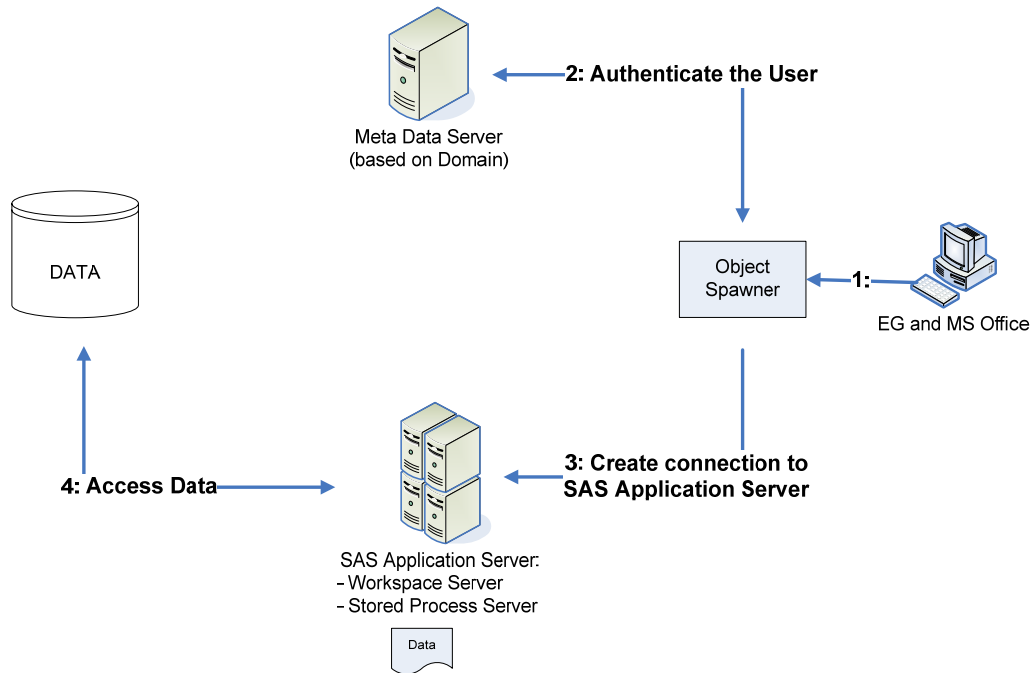 2: Authenticate the User
Meta Data Server
(based on Domain)
DATA
Object
Spawner
1:
EG and MS Office
3: Create connection to
SAS Application Server
4: Access Data
SAS Application Server:
- Workspace Server
- Stored Process Server
Data